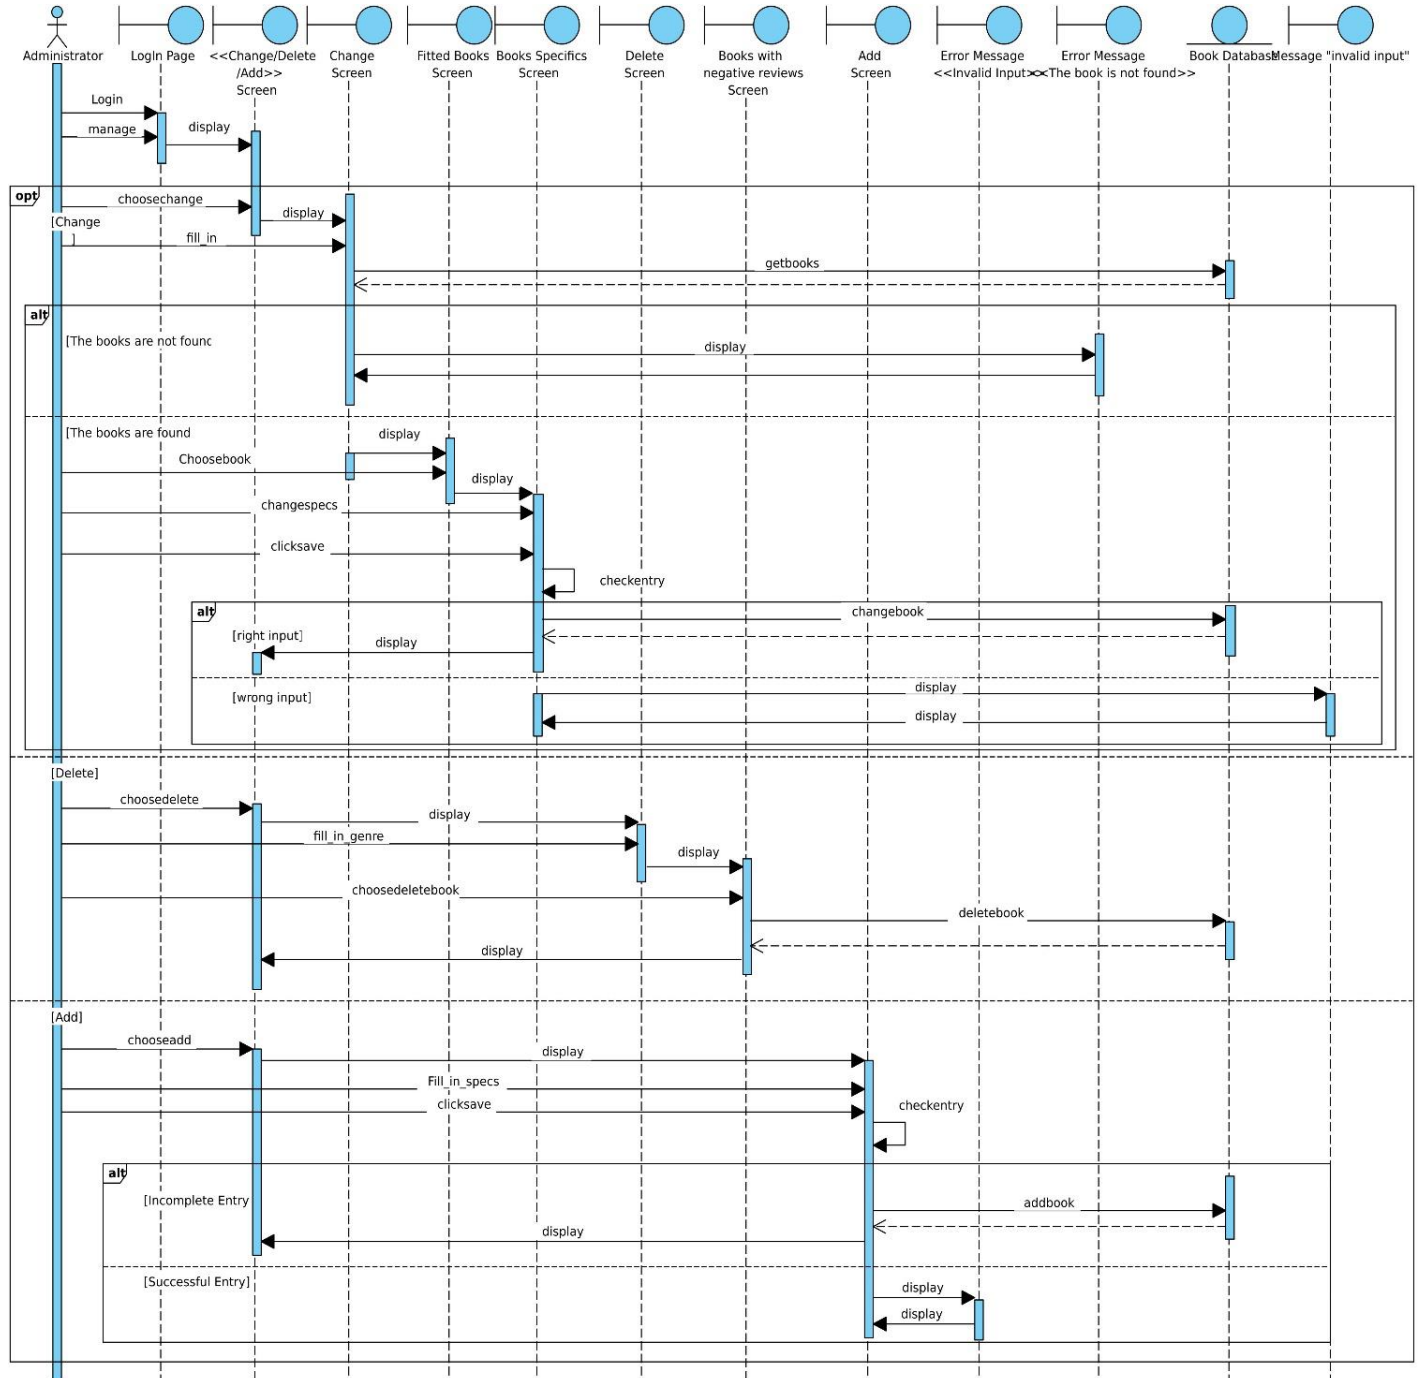 Administrator
LogIn Page
<<Change/Delete
/Add>>
Screen
Change
Screen
Fitted Books
Screen
Books Specifics
Screen
Delete
Screen
Books with
negative reviews
Screen
Add
Screen
Error Message
<<Invalid Input>>
Error Message
<<The book is not found>>
Book Database
Message "invalid input"
Login
manage
display
opt
choosechange
[Change
]
display
fill_in
getbooks
alt
[The books are not found
display
[The books are found
display
Choosebook
display
changespecs
clicksave
checkentry
alt
changebook
[right input]
display
[wrong input]
display
display
[Delete]
choosedelete
display
fill_in_genre
display
choosedeletebook
deletebook
display
[Add]
chooseadd
display
Fill_in_specs
clicksave
checkentry
alt
[Incomplete Entry
addbook
display
[Successful Entry]
display
display